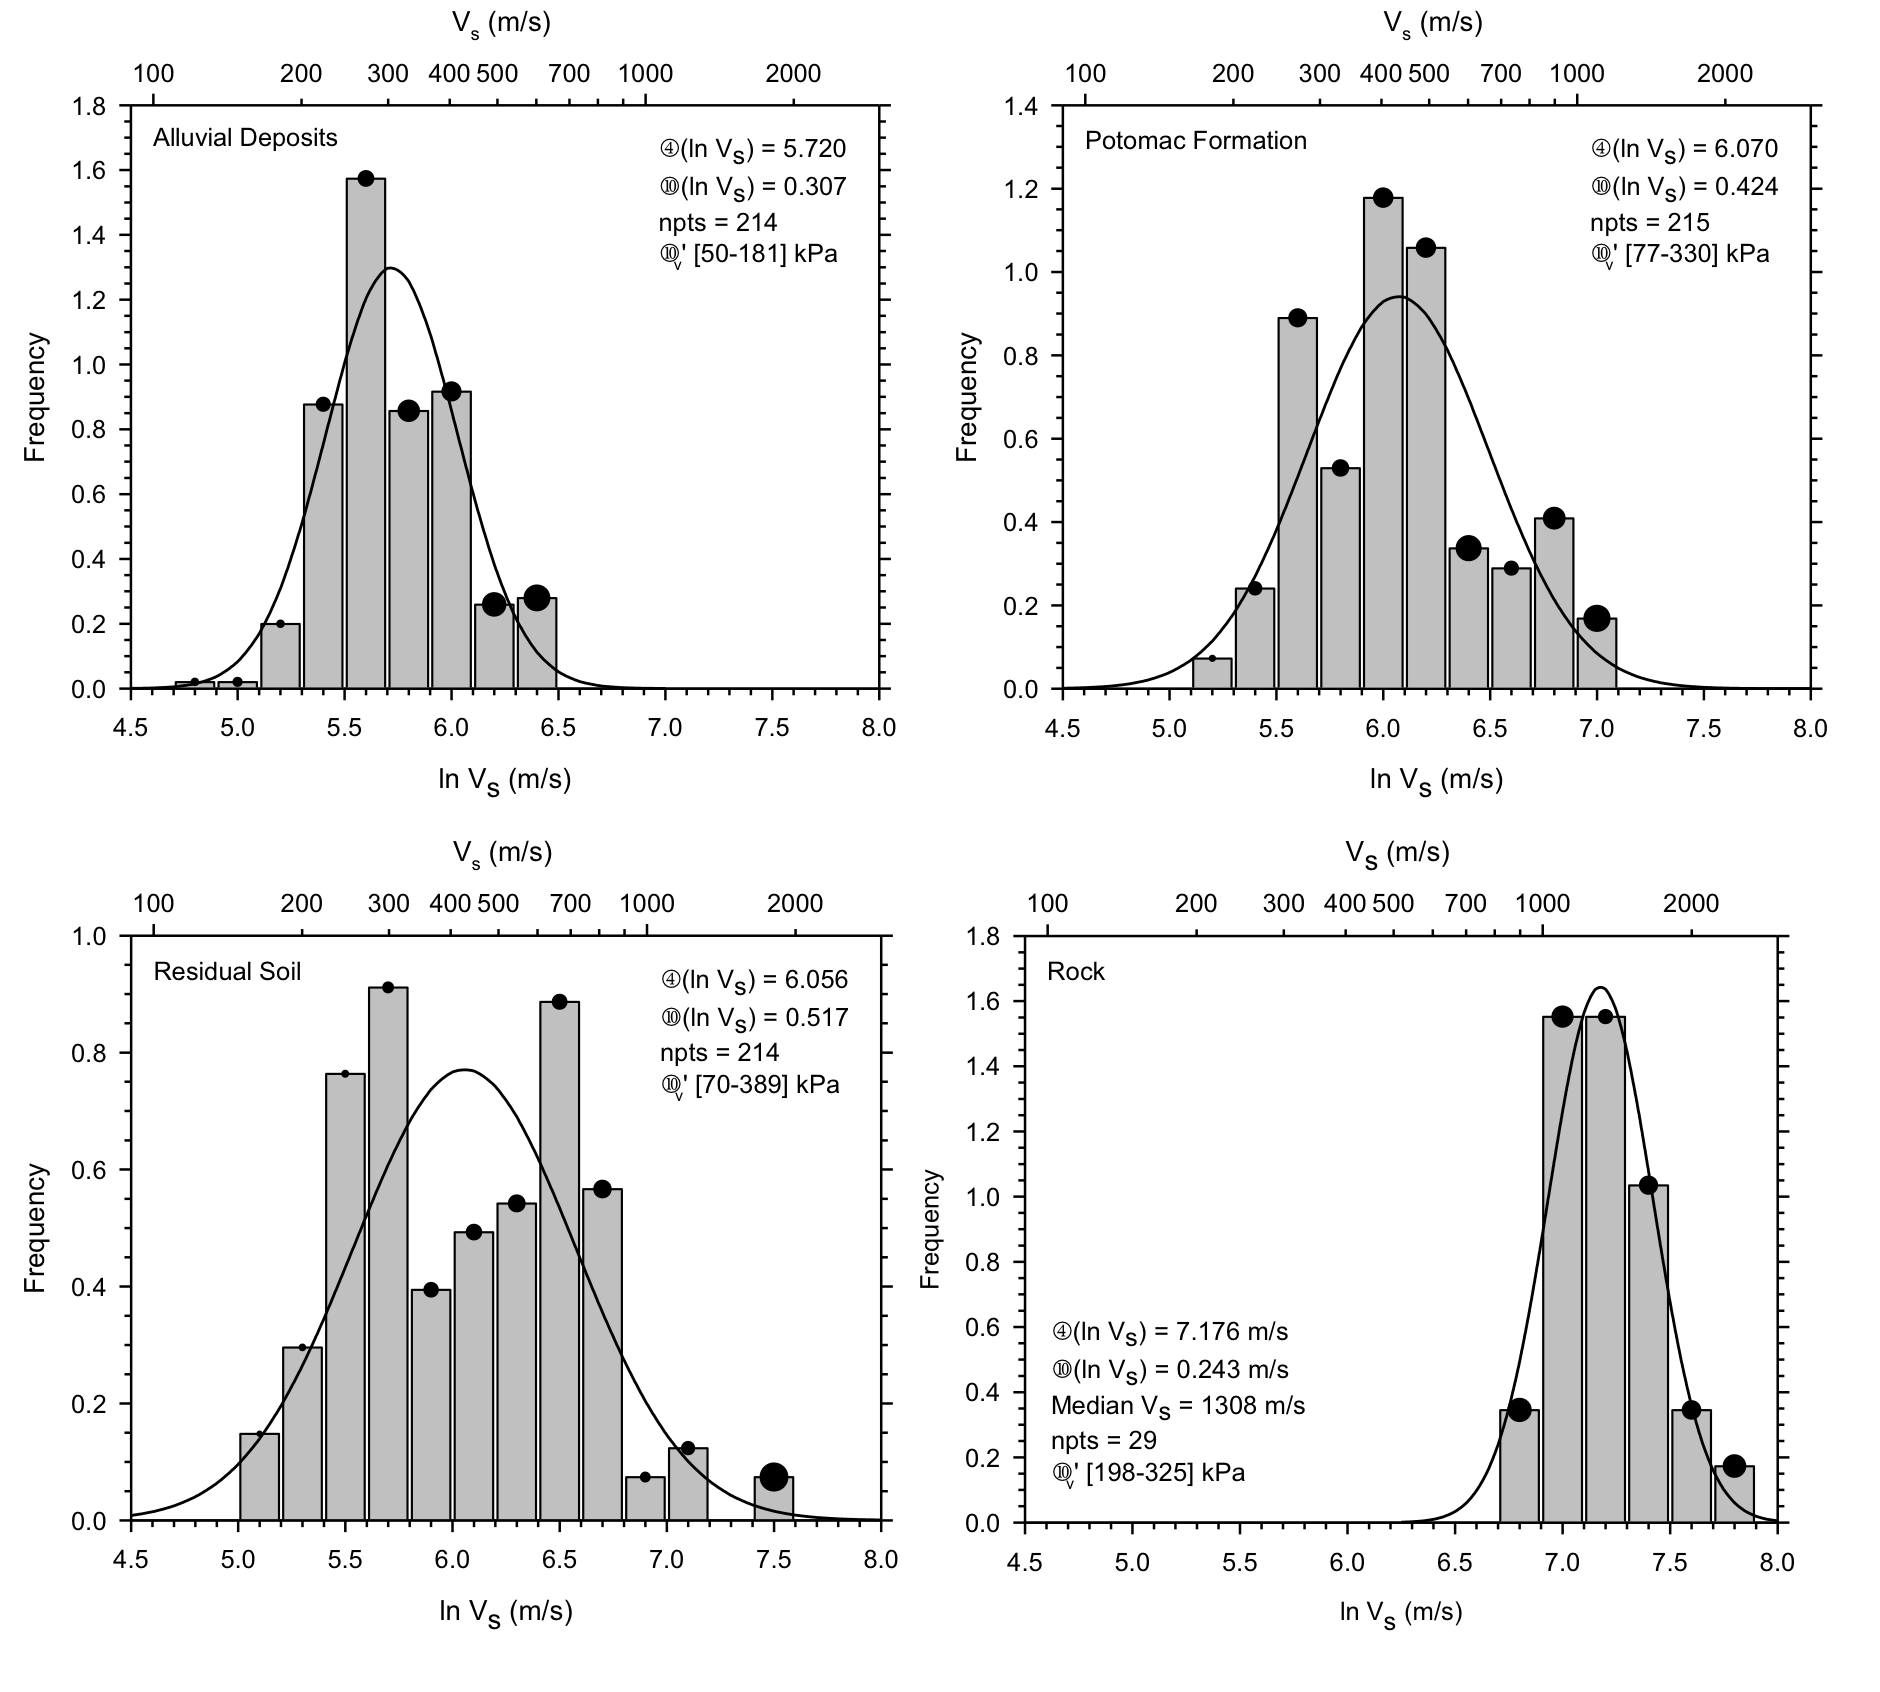 Vs (m/s)
100 200 300 400 500 700 1000 2000
Alluvial Deposits
④(ln Vs) = 5.720
⑩(ln Vs) = 0.307
npts = 214
⑩v' [50-181] kPa
Frequency
1.8
1.6
1.4
1.2
1.0
0.8
0.6
0.4
0.2
0.0
4.5 5.0 5.5 6.0 6.5 7.0 7.5 8.0
ln Vs (m/s)
Vs (m/s)
100 200 300 400 500 700 1000 2000
Potomac Formation
④(ln Vs) = 6.070
⑩(ln Vs) = 0.424
npts = 215
⑩v' [77-330] kPa
Frequency
1.4
1.2
1.0
0.8
0.6
0.4
0.2
0.0
4.5 5.0 5.5 6.0 6.5 7.0 7.5 8.0
ln Vs (m/s)
Vs (m/s)
100 200 300 400 500 700 1000 2000
Residual Soil
④(ln Vs) = 6.056
⑩(ln Vs) = 0.517
npts = 214
⑩v' [70-389] kPa
Frequency
1.0
0.8
0.6
0.4
0.2
0.0
4.5 5.0 5.5 6.0 6.5 7.0 7.5 8.0
ln Vs (m/s)
Vs (m/s)
100 200 300 400 500 700 1000 2000
Rock
④(ln Vs) = 7.176 m/s
⑩(ln Vs) = 0.243 m/s
Median Vs = 1308 m/s
npts = 29
⑩v' [198-325] kPa
Frequency
1.8
1.6
1.4
1.2
1.0
0.8
0.6
0.4
0.2
0.0
4.5 5.0 5.5 6.0 6.5 7.0 7.5 8.0
ln Vs (m/s)